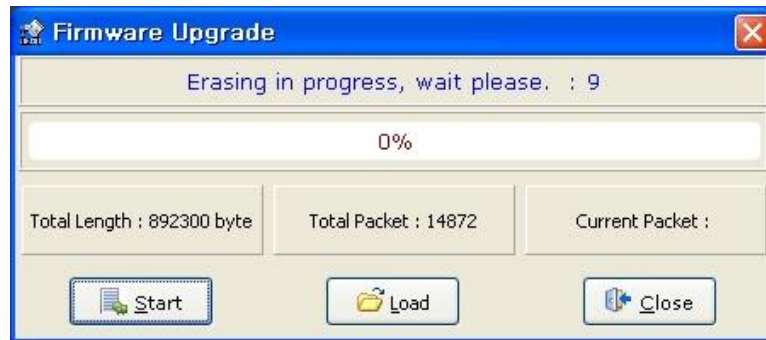 Firmware Upgrade
Erasing in progress, wait please. : 9
0%
Total Length : 892300 byte
Total Packet : 14872
Current Packet :
Start
Load
Close